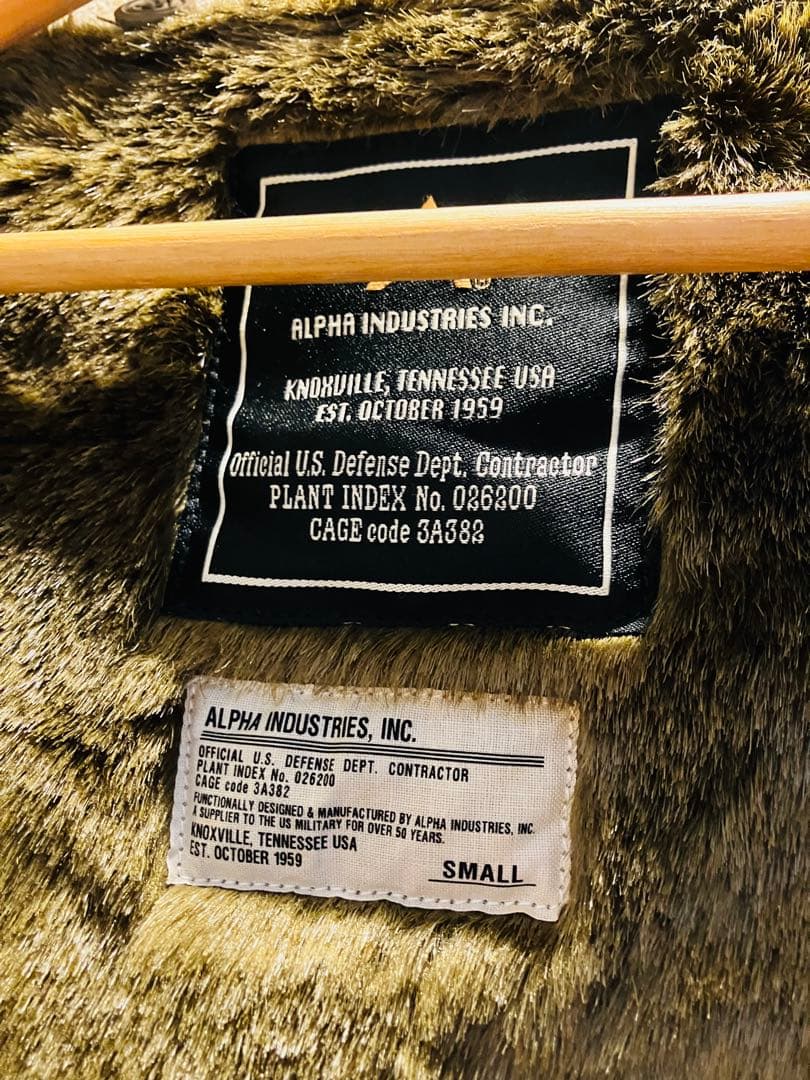 ALPHA INDUSTRIES INC.
KNOXVILLE, TENNESSEE USA
EST. OCTOBER 1959
Official U.S. Defense Dept. Contractor
PLANT INDEX No. 026200
CAGE code 3A382
ALPHA INDUSTRIES, INC.
OFFICIAL U.S. DEFENSE DEPT. CONTRACTOR
PLANT INDEX No. 026200
CAGE code 3A382
FUNCTIONALLY DESIGNED & MANUFACTURED BY ALPHA INDUSTRIES, INC.
A SUPPLIER TO THE US MILITARY FOR OVER 50 YEARS.
KNOXVILLE, TENNESSEE USA
EST. OCTOBER 1959
SMALL